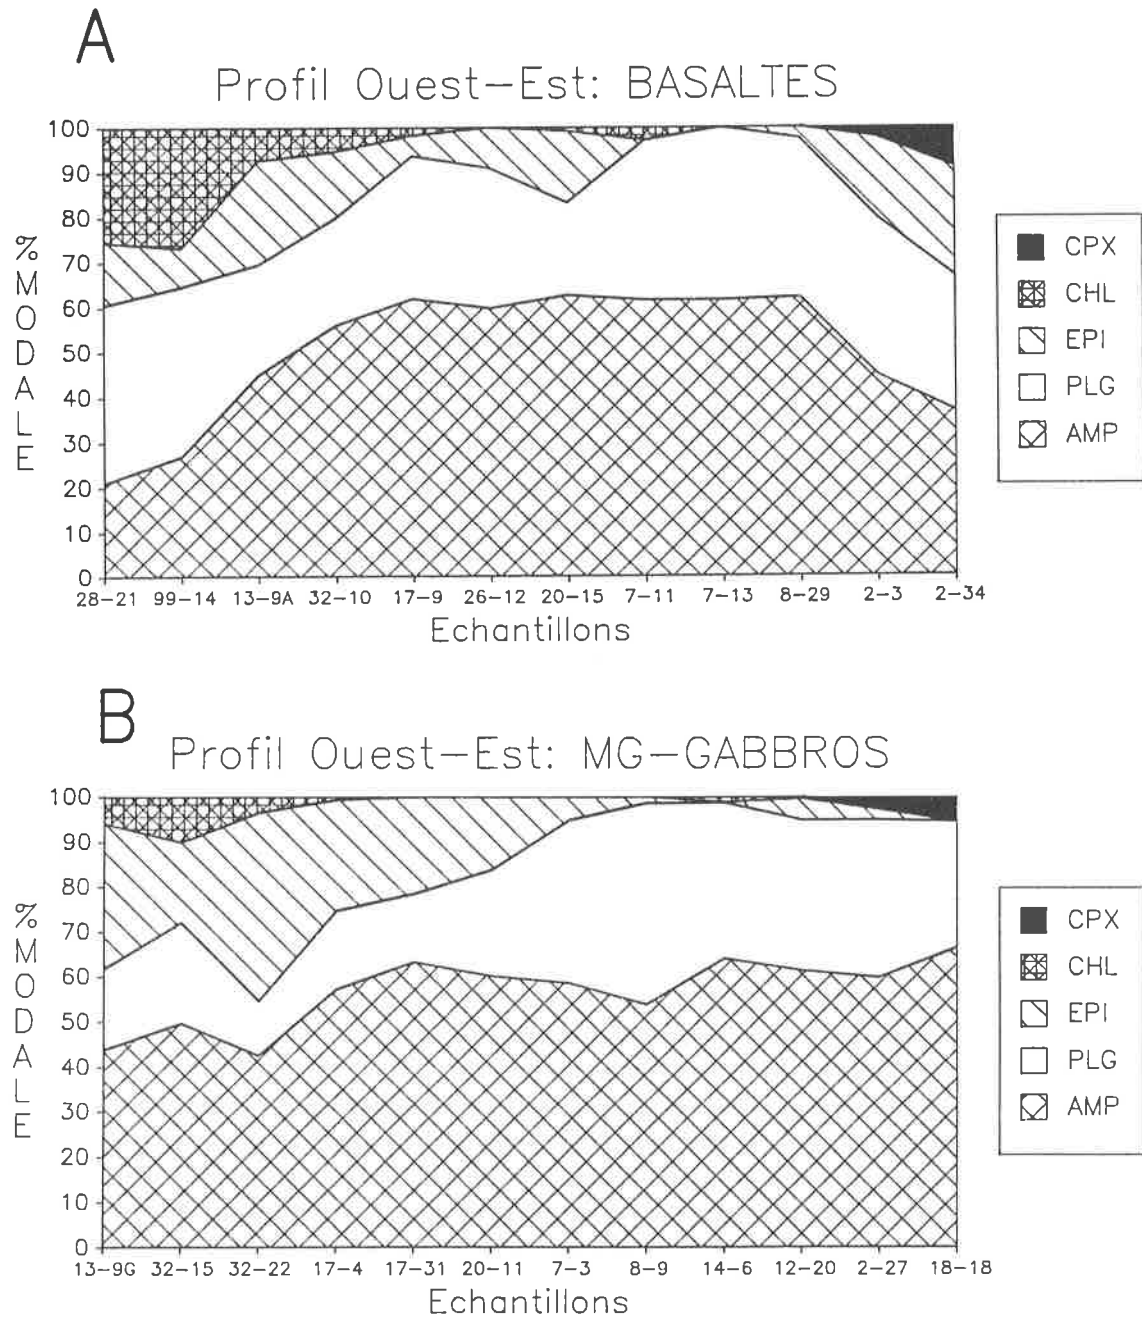 A
Profil Ouest-Est: BASALTES
100
90
80
70
60
50
40
30
20
10
0
% MODALE
28-21 99-14 13-9A 32-10 17-9 26-12 20-15 7-11 7-13 8-29 2-3 2-34
Echantillons
CPX
CHL
EPI
PLG
AMP
B
Profil Ouest-Est: MG-GABBROS
100
90
80
70
60
50
40
30
20
10
0
% MODALE
13-9G 32-15 32-22 17-4 17-31 20-11 7-3 8-9 14-6 12-20 2-27 18-18
Echantillons
CPX
CHL
EPI
PLG
AMP